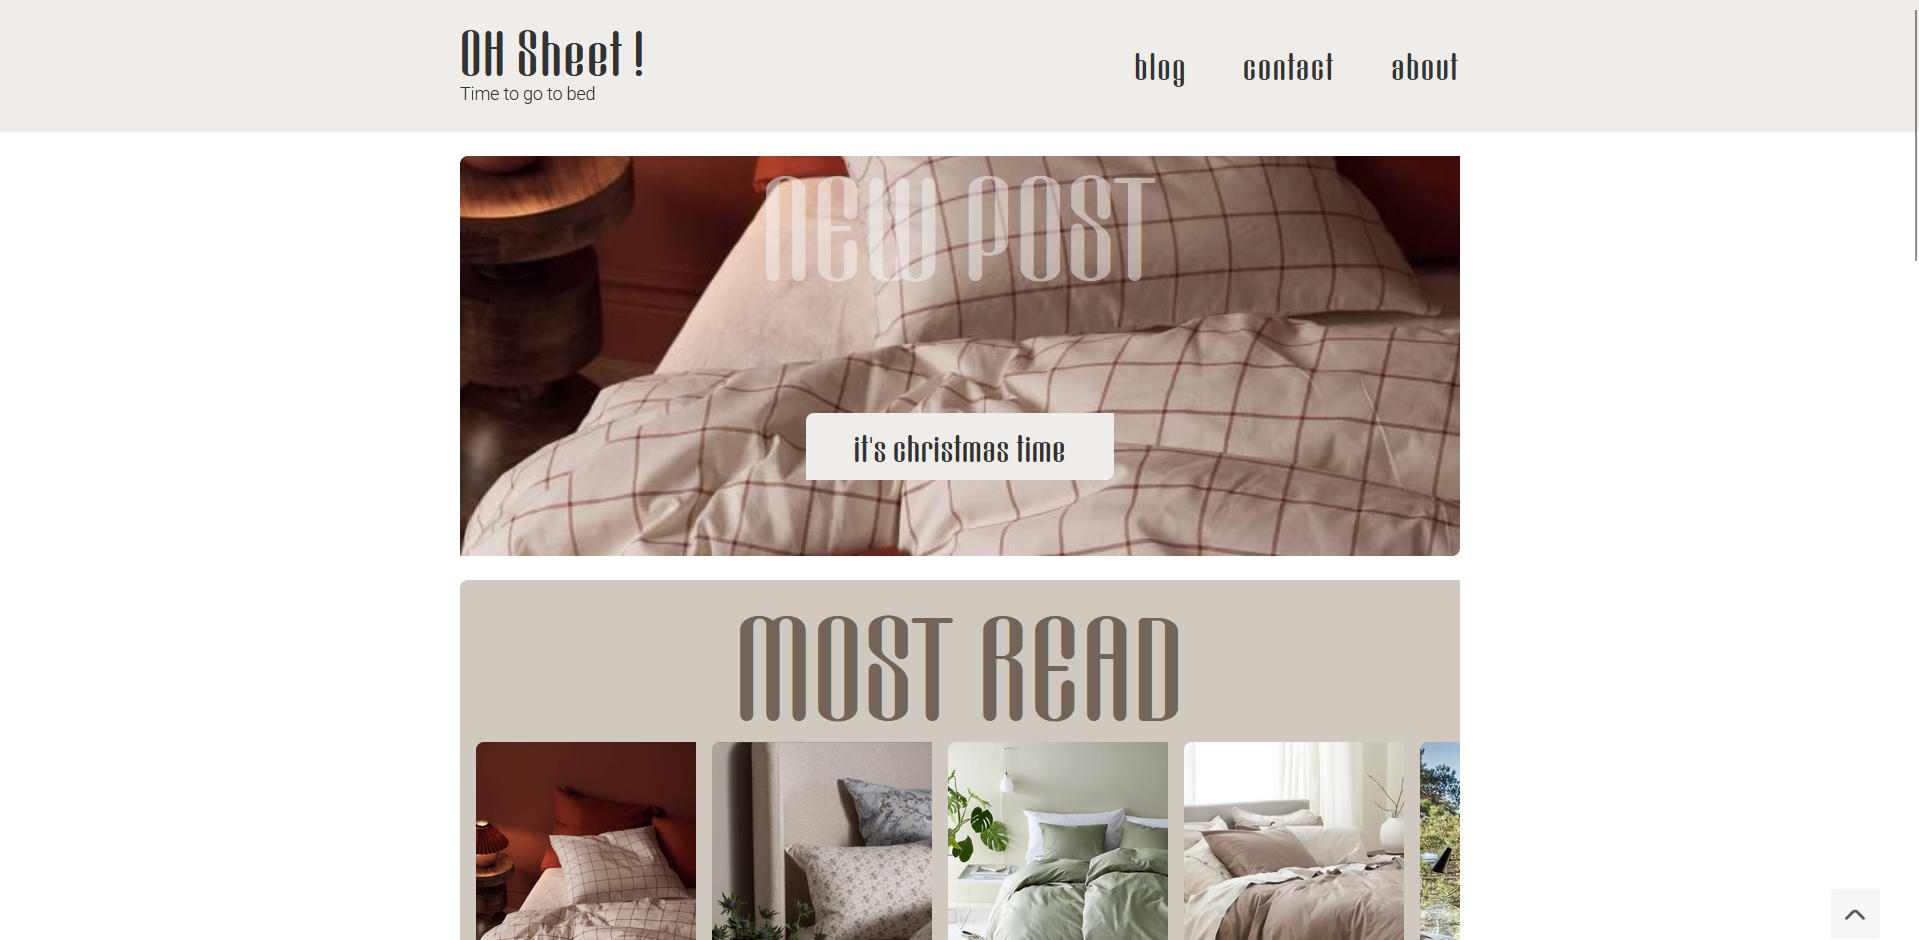 OH Sheet !
Time to go to bed
blog contact about
NEW POST
it's christmas time
MOST READ